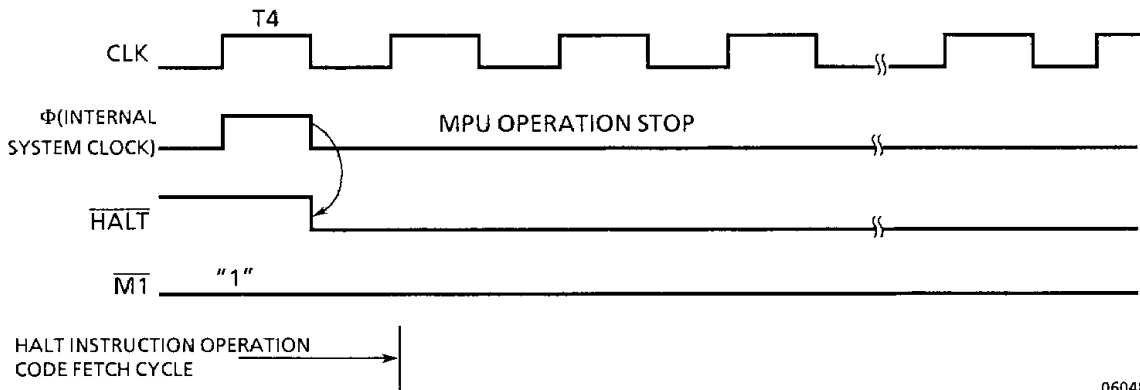 T4
CLK
Φ(INTERNAL
SYSTEM CLOCK)
MPU OPERATION STOP
HALT
M1
"1"
HALT INSTRUCTION OPERATION
CODE FETCH CYCLE